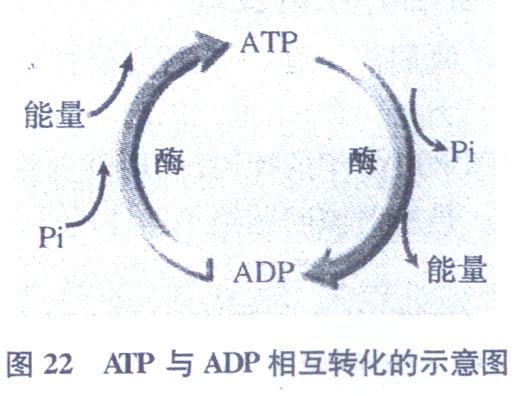 ATP
能量
酶
酶
Pi
Pi
ADP
能量
图 22 ATP 与 ADP 相互转化的示意图